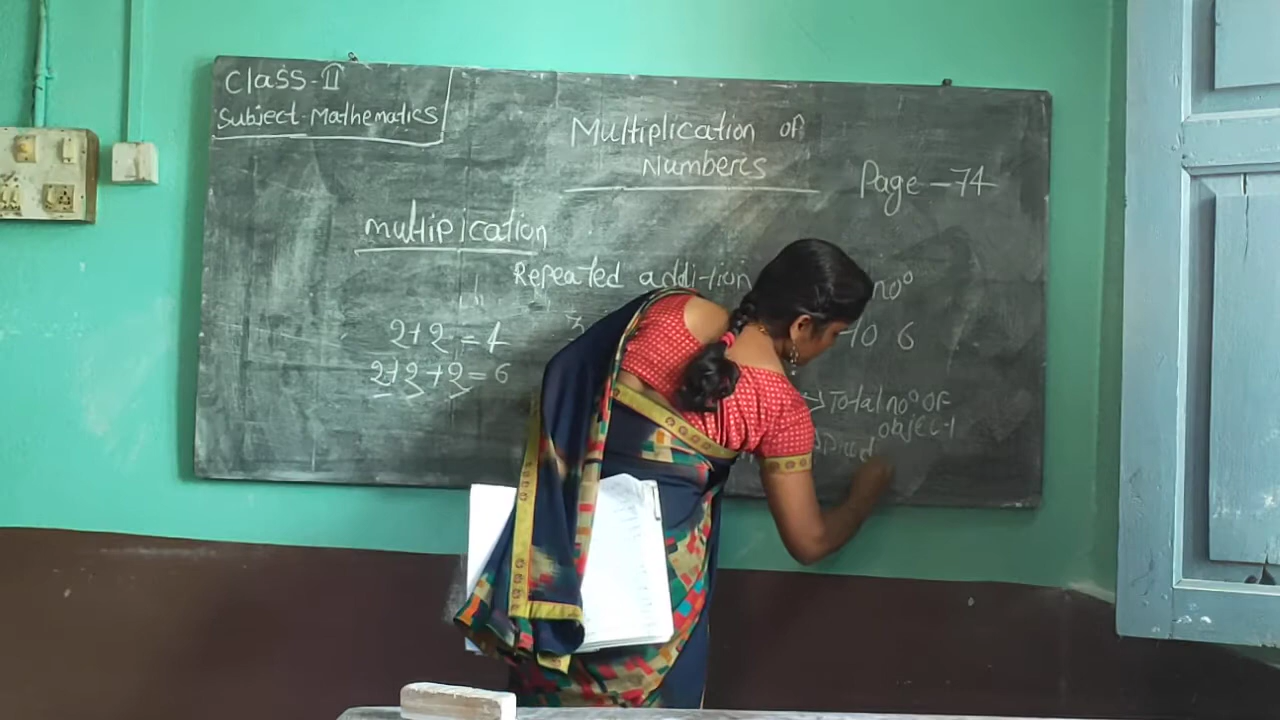 Class-II
Subject-Mathematics
Multiplication of
Numbers
Page-74
multiplication
Repeated addition
no°
2+2=4
3
6
2+2+2=6
→Total no° of
object